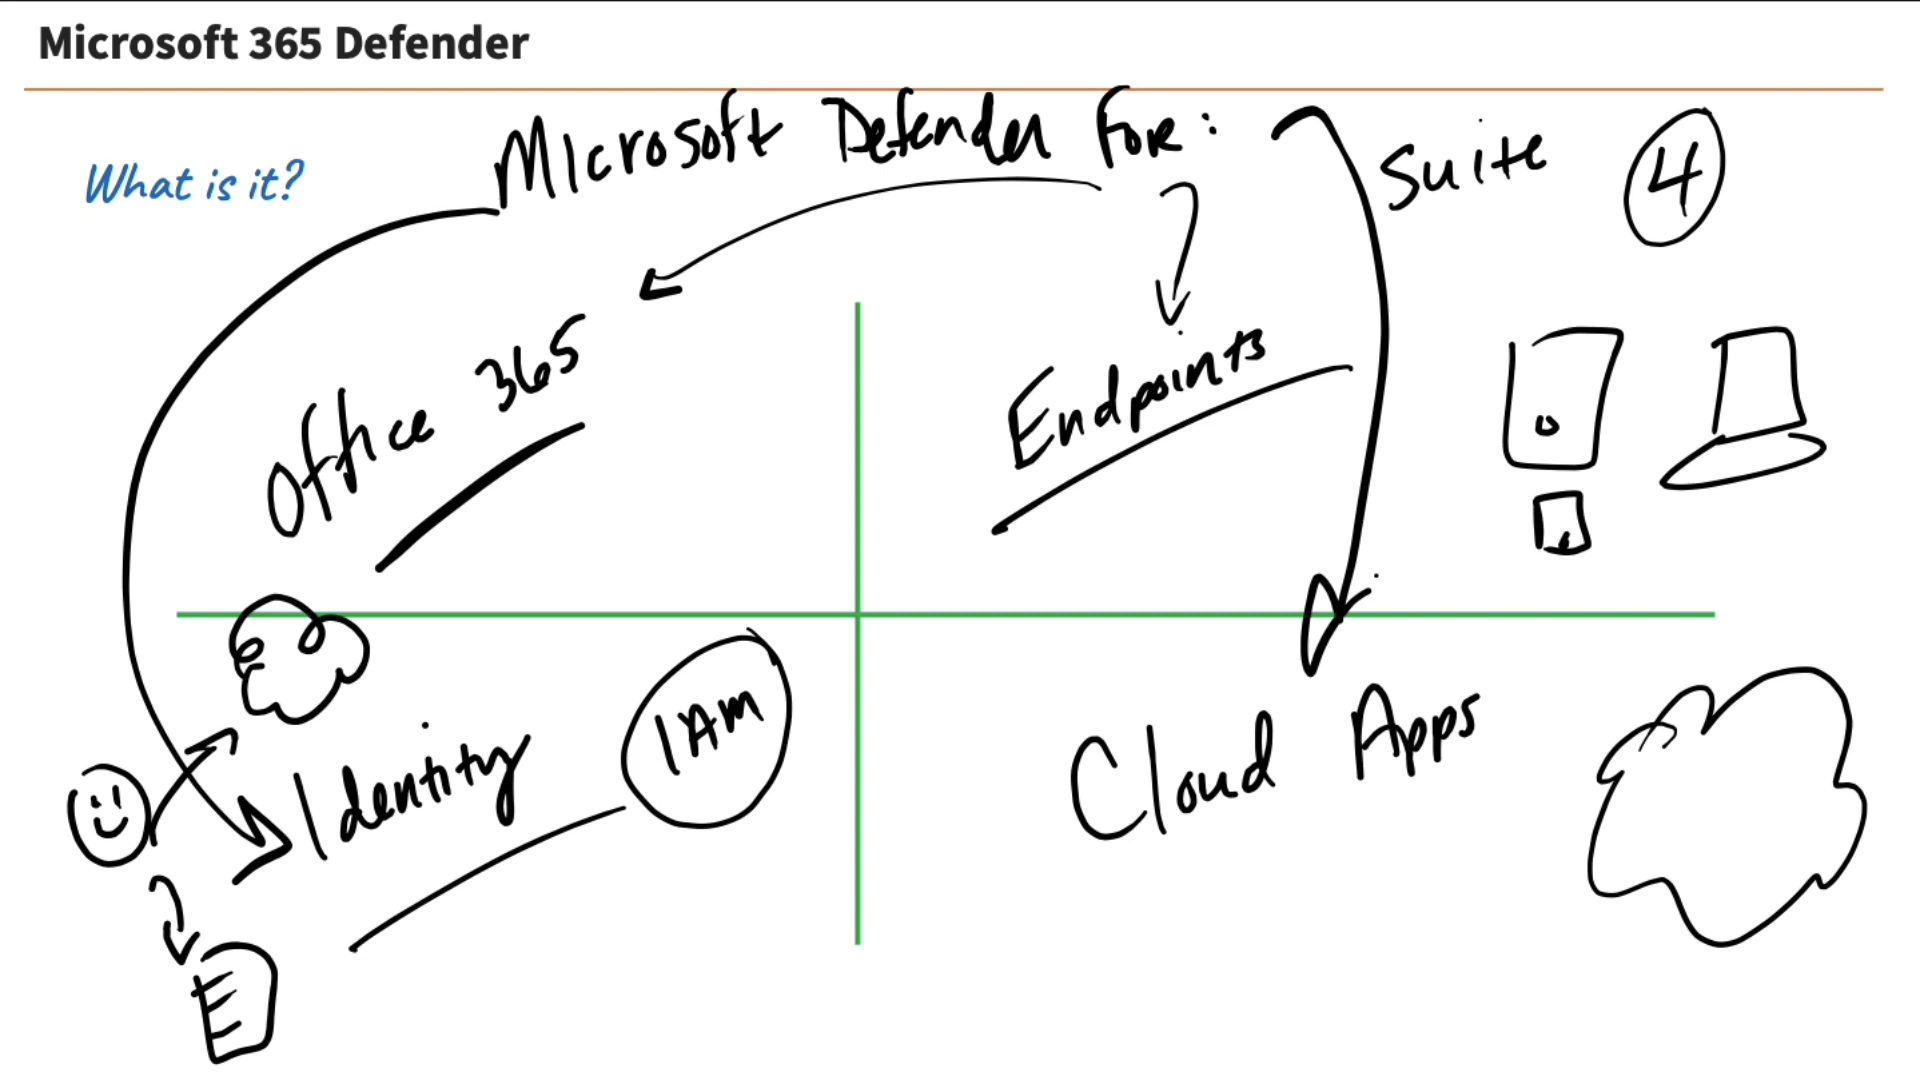 Microsoft 365 Defender
What is it?
Microsoft Defender For:
Suite 4
Office 365
Endpoints
Identity
IAM
Cloud Apps